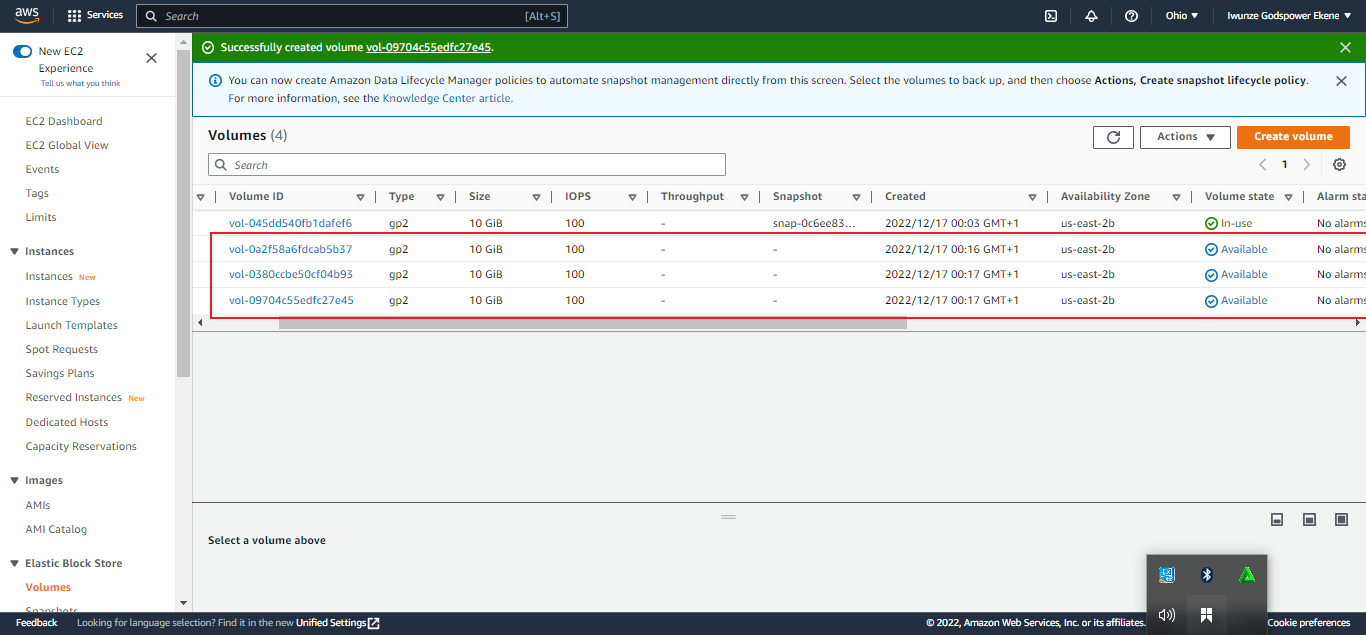 aws
Services
Search
[Alt+S]
Ohio
Iwunze Godspower Ekene
New EC2
Experience
Tell us what you think
EC2 Dashboard
EC2 Global View
Events
Tags
Limits
Instances
Instances New
Instance Types
Launch Templates
Spot Requests
Savings Plans
Reserved Instances New
Dedicated Hosts
Capacity Reservations
Images
AMIs
AMI Catalog
Elastic Block Store
Volumes
Snapshots
Successfully created volume vol-09704c55edfc27e45.
You can now create Amazon Data Lifecycle Manager policies to automate snapshot management directly from this screen. Select the volumes to back up, and then choose Actions, Create snapshot lifecycle policy.
For more information, see the Knowledge Center article.
Volumes (4)
Actions
Create volume
Search
1
Volume ID Type Size IOPS Throughput Snapshot Created Availability Zone Volume state Alarm sta
vol-045dd540fb1dafef6 gp2 10 GiB 100 - snap-0c6ee83... 2022/12/17 00:03 GMT+1 us-east-2b In-use No alarms
vol-0a2f58a6fdcab5b37 gp2 10 GiB 100 - - 2022/12/17 00:16 GMT+1 us-east-2b Available No alarms
vol-0380ccbe50cf04b93 gp2 10 GiB 100 - - 2022/12/17 00:17 GMT+1 us-east-2b Available No alarms
vol-09704c55edfc27e45 gp2 10 GiB 100 - - 2022/12/17 00:17 GMT+1 us-east-2b Available No alarms
Select a volume above
Feedback
Looking for language selection? Find it in the new Unified Settings
© 2022, Amazon Web Services, Inc. or its affiliates.
Cookie preferences